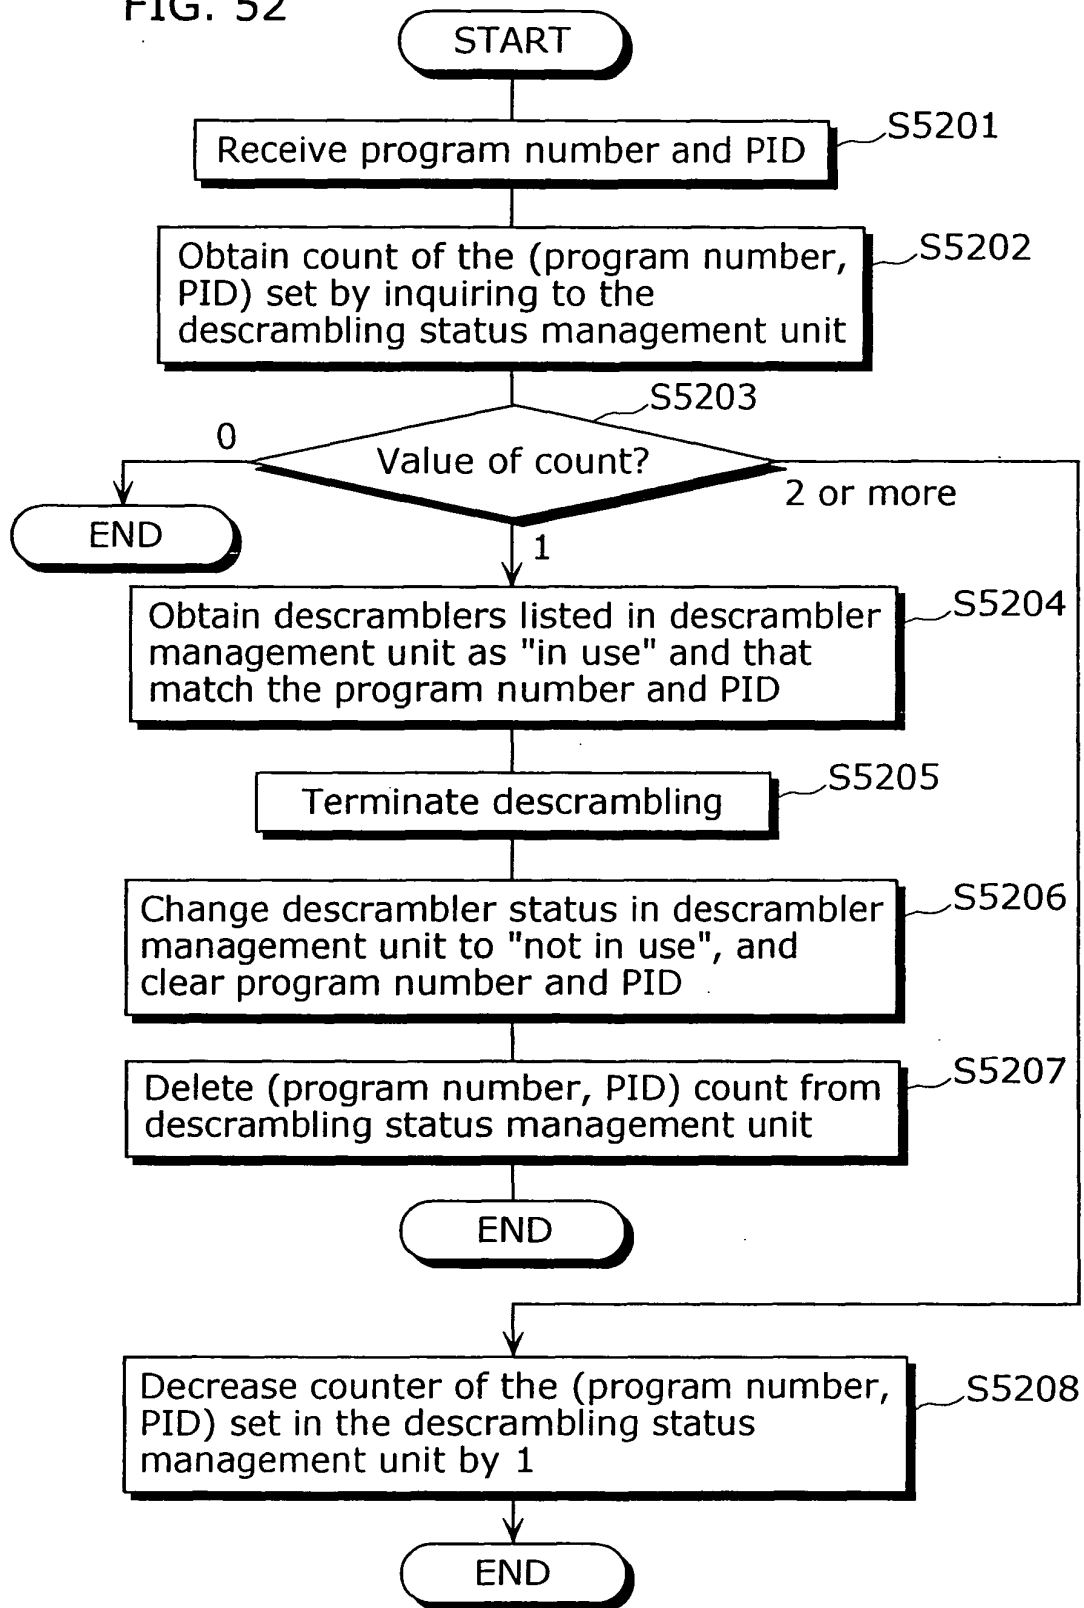 FIG. 52
START
Receive program number and PID
S5201
Obtain count of the (program number,
PID) set by inquiring to the
descrambling status management unit
S5202
S5203
Value of count?
0
END
2 or more
1
Obtain descramblers listed in descrambler
management unit as "in use" and that
match the program number and PID
S5204
Terminate descrambling
S5205
Change descrambler status in descrambler
management unit to "not in use", and
clear program number and PID
S5206
Delete (program number, PID) count from
descrambling status management unit
S5207
END
Decrease counter of the (program number,
PID) set in the descrambling status
management unit by 1
S5208
END